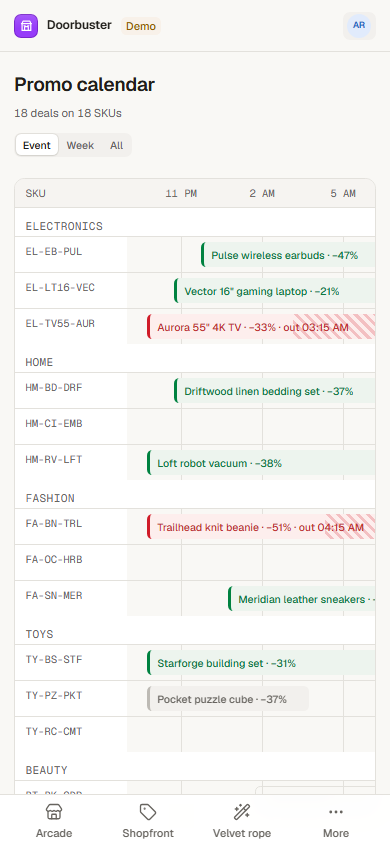 Doorbuster Demo AR
Promo calendar
18 deals on 18 SKUs
Event Week All
SKU 11 PM 2 AM 5 AM
ELECTRONICS
EL-EB-PUL Pulse wireless earbuds · −47%
EL-LT16-VEC Vector 16" gaming laptop · −21%
EL-TV55-AUR Aurora 55" 4K TV · −33% · out 03:15 AM
HOME
HM-BD-DRF Driftwood linen bedding set · −37%
HM-CI-EMB
HM-RV-LFT Loft robot vacuum · −38%
FASHION
FA-BN-TRL Trailhead knit beanie · −51% · out 04:15 AM
FA-OC-HRB
FA-SN-MER Meridian leather sneakers · -
TOYS
TY-BS-STF Starforge building set · −31%
TY-PZ-PKT Pocket puzzle cube · −37%
TY-RC-CMT
BEAUTY
Arcade Shopfront Velvet rope More